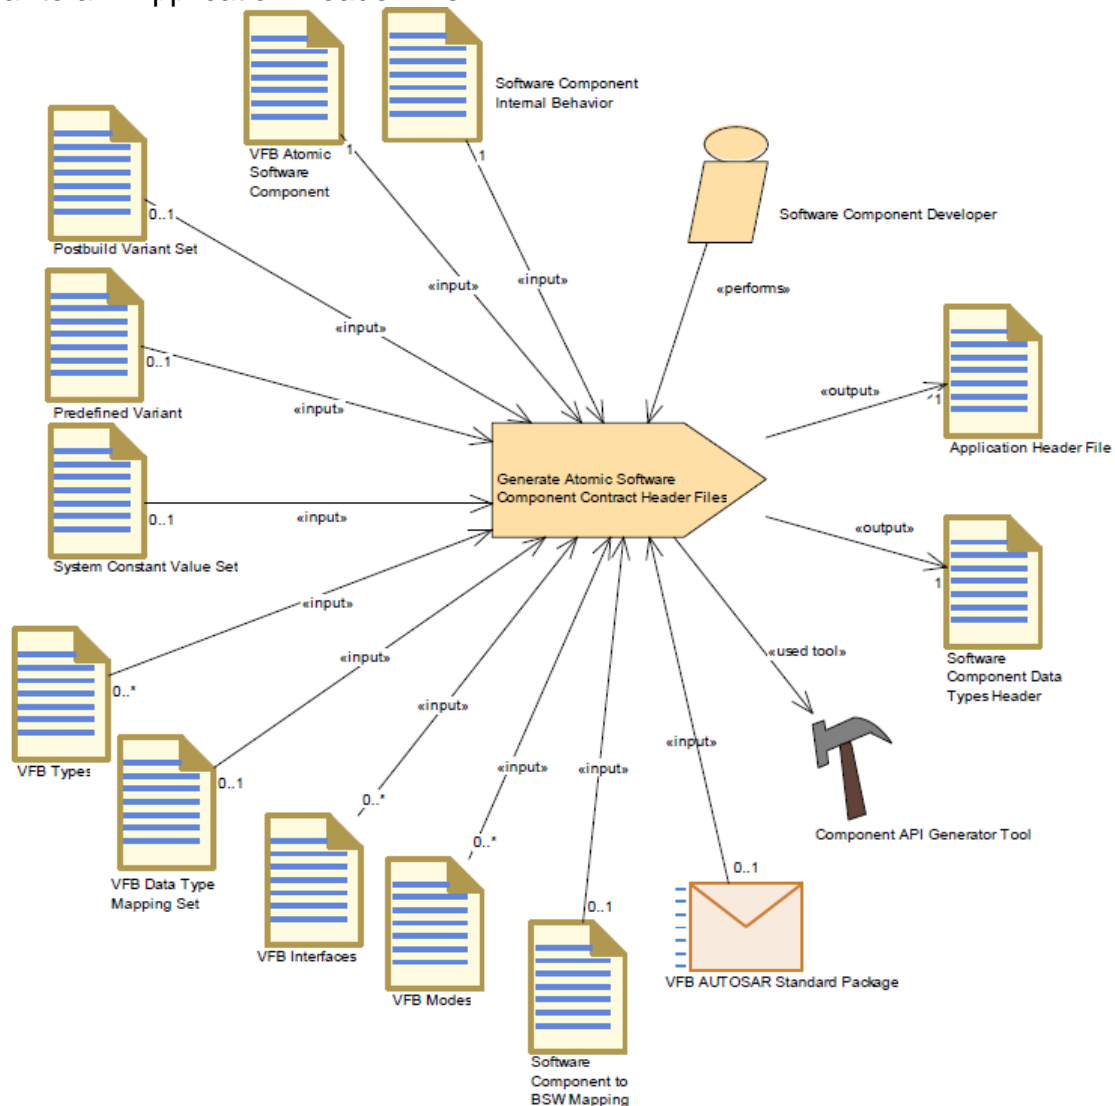 Software Component
Internal Behavior
VFB Atomic
Software
Component
1
1
Software Component Developer
0..1
Postbuild Variant Set
«input»
«input»
«performs»
«input»
0..1
«input»
Predefined Variant
«output»
1
Application Header File
Generate Atomic Software
Component Contract Header Files
0..1
«input»
System Constant Value Set
«output»
1
Software
Component Data
Types Header
«input»
0..*
VFB Types
«input»
0..1
VFB Data Type
Mapping Set
«input»
0..*
VFB Interfaces
«input»
0..*
VFB Modes
«input»
0..1
Software
Component to
BSW Mapping
«input»
0..1
VFB AUTOSAR Standard Package
«used tool»
Component API Generator Tool